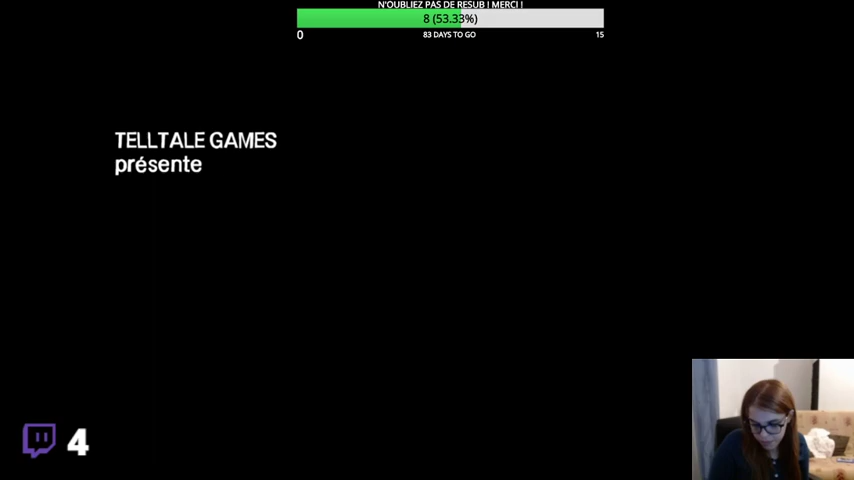 N'OUBLIEZ PAS DE RESUB ! MERCI !
8 (53.33%)
0 83 DAYS TO GO 15
TELLTALE GAMES
présente
4